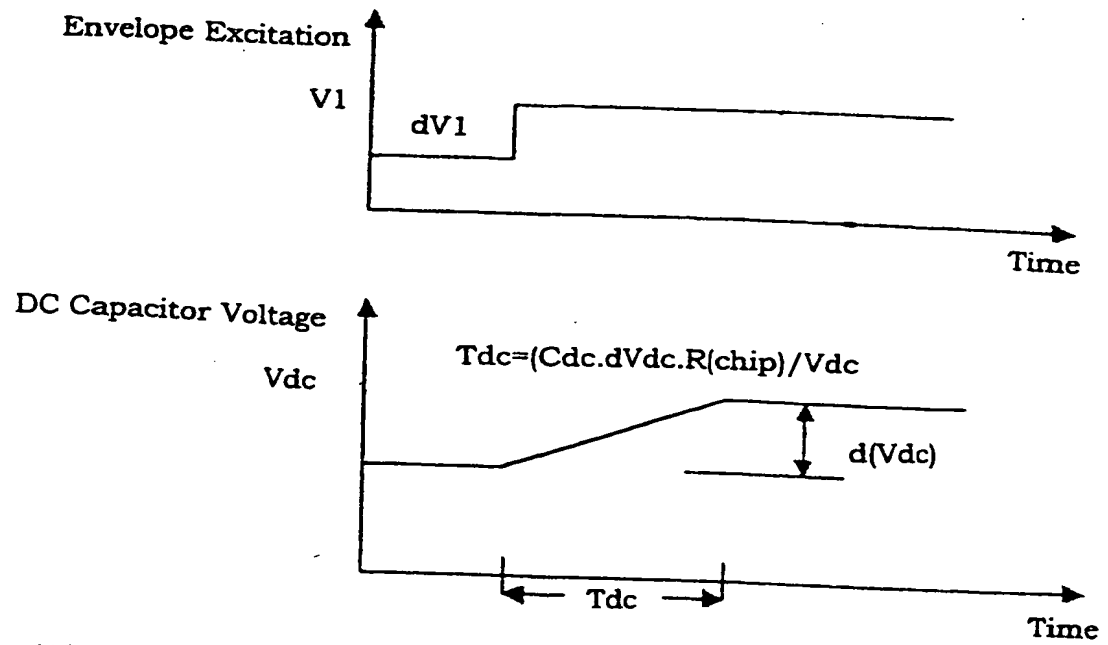 Envelope Excitation
V1
dV1
Time
DC Capacitor Voltage
Vdc
Tdc=(Cdc.dVdc.R(chip)/Vdc
d(Vdc)
Tdc
Time